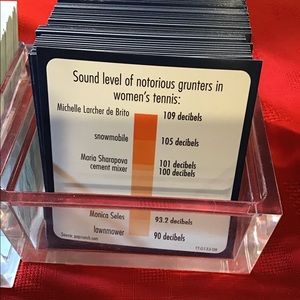 Sound level of notorious grunters in
women's tennis:
Michelle Larcher de Brito 109 decibels
snowmobile 105 decibels
Maria Sharapova 101 decibels
cement mixer 100 decibels
Monica Seles 93.2 decibels
lawnmower 90 decibels